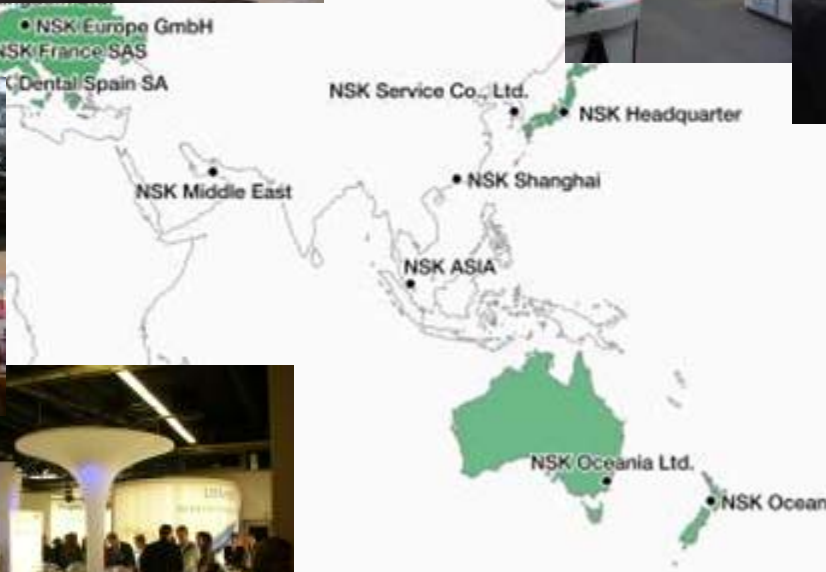 NSK Europe GmbH
NSK France SAS
Dental Spain SA
NSK Service Co., Ltd.
NSK Headquarter
NSK Shanghai
NSK Middle East
NSK ASIA
NSK Oceania Ltd.
NSK Ocean